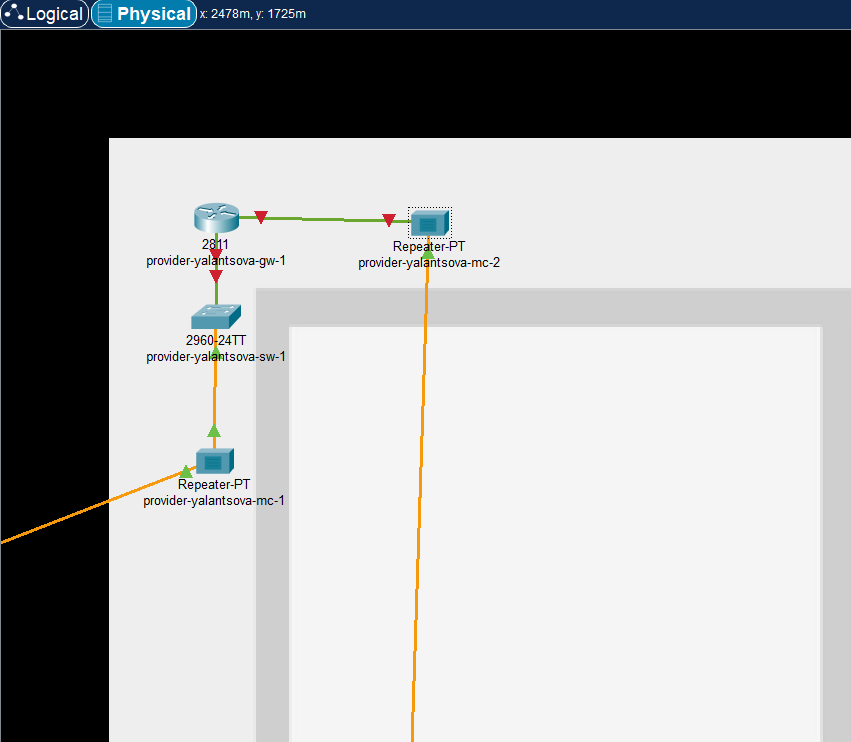 Logical
Physical
x: 2478m, y: 1725m
2811
provider-yalantsova-gw-1
Repeater-PT
provider-yalantsova-mc-2
2960-24TT
provider-yalantsova-sw-1
Repeater-PT
provider-yalantsova-mc-1